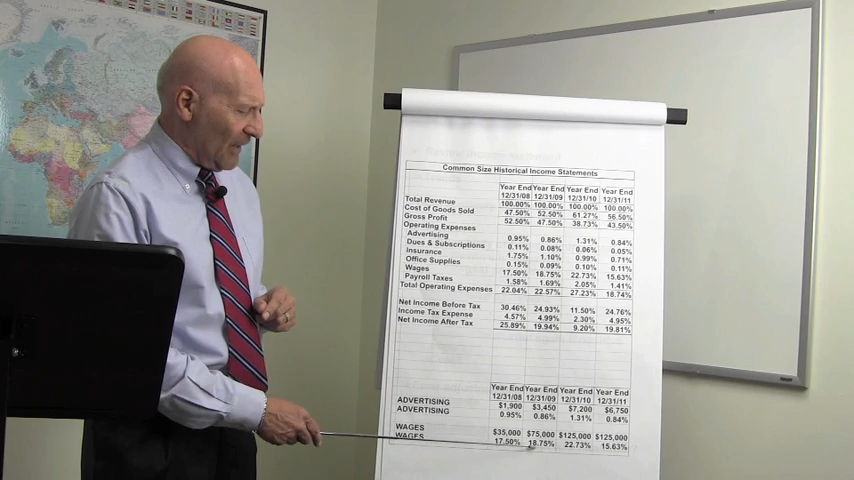 Common Size Historical Income Statements
Year End Year End Year End Year End
12/31/08 12/31/09 12/31/10 12/31/11
Total Revenue 100.00% 100.00% 100.00% 100.00%
Cost of Goods Sold 47.50% 52.50% 61.27% 56.50%
Gross Profit 52.50% 47.50% 38.73% 43.50%
Operating Expenses
Advertising 0.95% 0.86% 1.31% 0.84%
Dues & Subscriptions 0.11% 0.08% 0.06% 0.05%
Insurance 1.75% 1.10% 0.99% 0.71%
Office Supplies 0.15% 0.09% 0.10% 0.11%
Wages 17.50% 18.75% 22.73% 15.63%
Payroll Taxes 1.58% 1.69% 2.05% 1.41%
Total Operating Expenses 22.04% 22.57% 27.23% 18.74%
Net Income Before Tax 30.46% 24.93% 11.50% 24.76%
Income Tax Expense 4.57% 4.99% 2.30% 4.95%
Net Income After Tax 25.89% 19.94% 9.20% 19.81%
Year End Year End Year End Year End
12/31/08 12/31/09 12/31/10 12/31/11
ADVERTISING $1,908 $3,450 $7,200 $6,750
ADVERTISING 0.95% 0.86% 1.31% 0.84%
WAGES $35,000 $75,000 $125,000 $125,000
WAGES 17.50% 18.75% 22.73% 15.63%